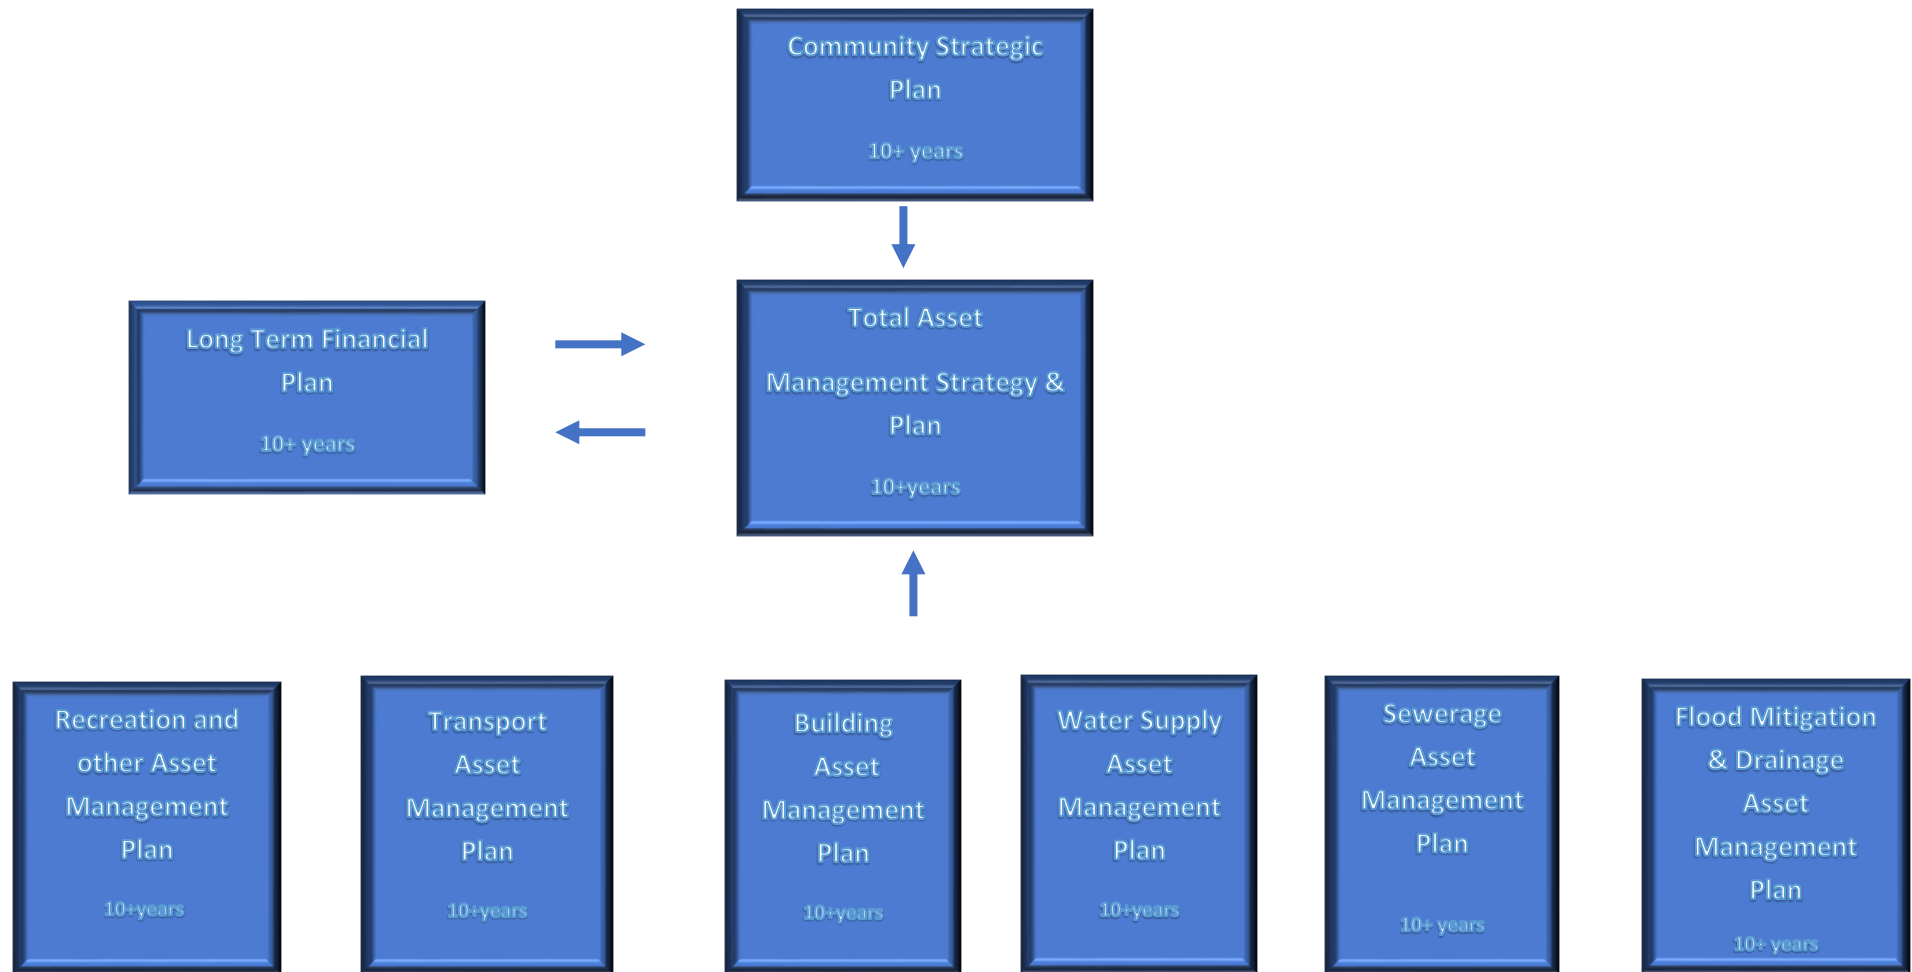 Community Strategic
Plan
10+ years
Long Term Financial
Plan
10+ years
Total Asset
Management Strategy &
Plan
10+years
Recreation and
other Asset
Management
Plan
10+years
Transport
Asset
Management
Plan
10+years
Building
Asset
Management
Plan
10+years
Water Supply
Asset
Management
Plan
10+years
Sewerage
Asset
Management
Plan
10+ years
Flood Mitigation
& Drainage
Asset
Management
Plan
10+ years